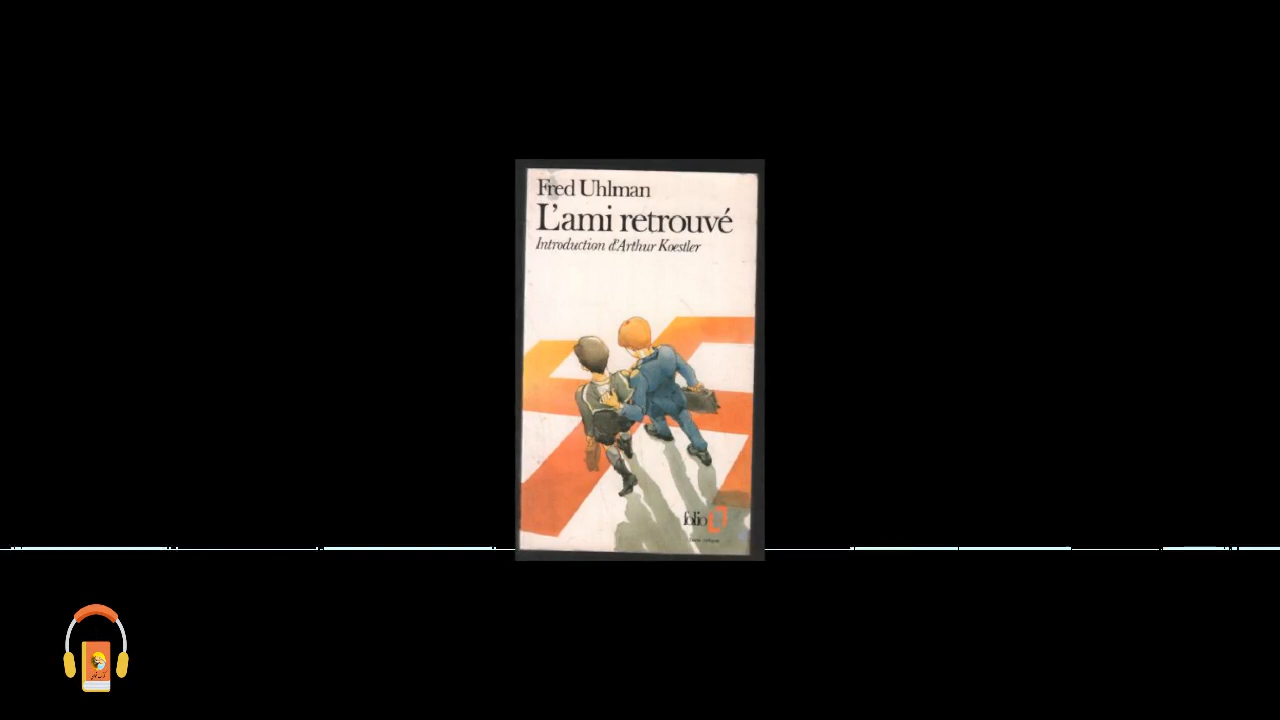 Fred Uhlman
L'ami retrouvé
Introduction d'Arthur Koestler
folio